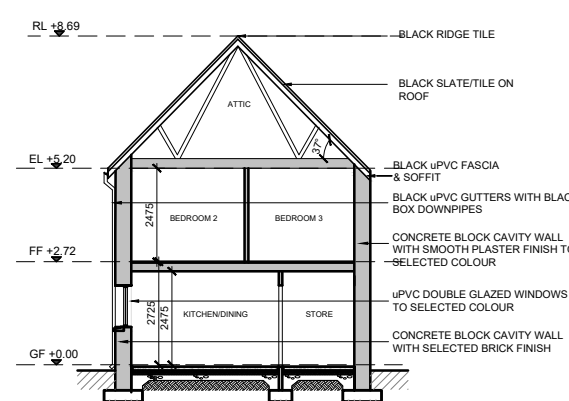 RL +8.69
BLACK RIDGE TILE
BLACK SLATE/TILE ON
ROOF
ATTIC
37°
EL +5.20
BLACK uPVC FASCIA
& SOFFIT
BLACK uPVC GUTTERS WITH BLAC
BOX DOWNPIPES
2475
BEDROOM 2
BEDROOM 3
CONCRETE BLOCK CAVITY WALL
WITH SMOOTH PLASTER FINISH TO
SELECTED COLOUR
FF +2.72
uPVC DOUBLE GLAZED WINDOWS
TO SELECTED COLOUR
2725
2475
KITCHEN/DINING
STORE
CONCRETE BLOCK CAVITY WALL
WITH SELECTED BRICK FINISH
GF +0.00